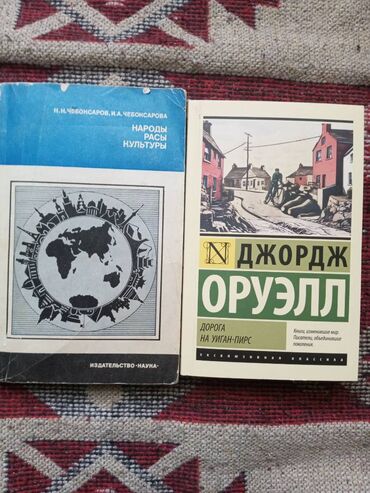 Н.Н. ЧЕБОКСАРОВ, И.А. ЧЕБОКСАРОВА
НАРОДЫ
РАСЫ
КУЛЬТУРЫ
ИЗДАТЕЛЬСТВО «НАУКА»
ДЖОРДЖ
ОРУЭЛЛ
ДОРОГА
НА УИГАН-ПИРС
Книги, изменившие мир.
Писатели, объединившие
поколения.
ЭКСКЛЮЗИВНАЯ КЛАССИКА